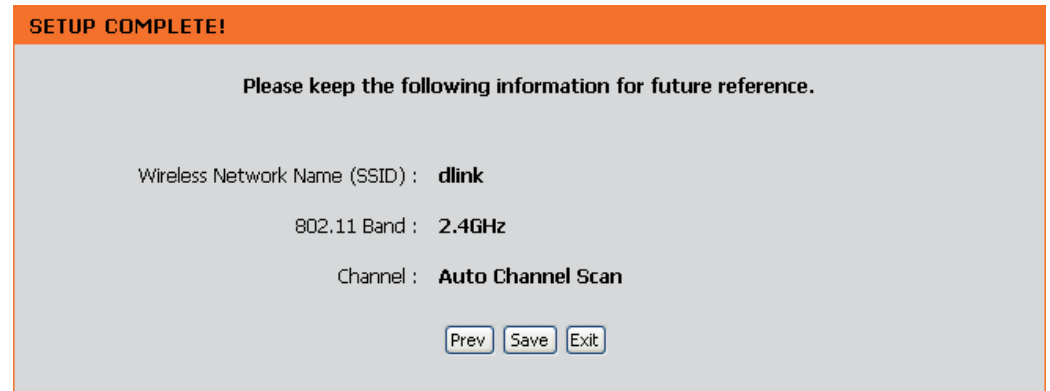 SETUP COMPLETE!
Please keep the following information for future reference.
Wireless Network Name (SSID) : dlink
802.11 Band : 2.4GHz
Channel : Auto Channel Scan
Prev Save Exit